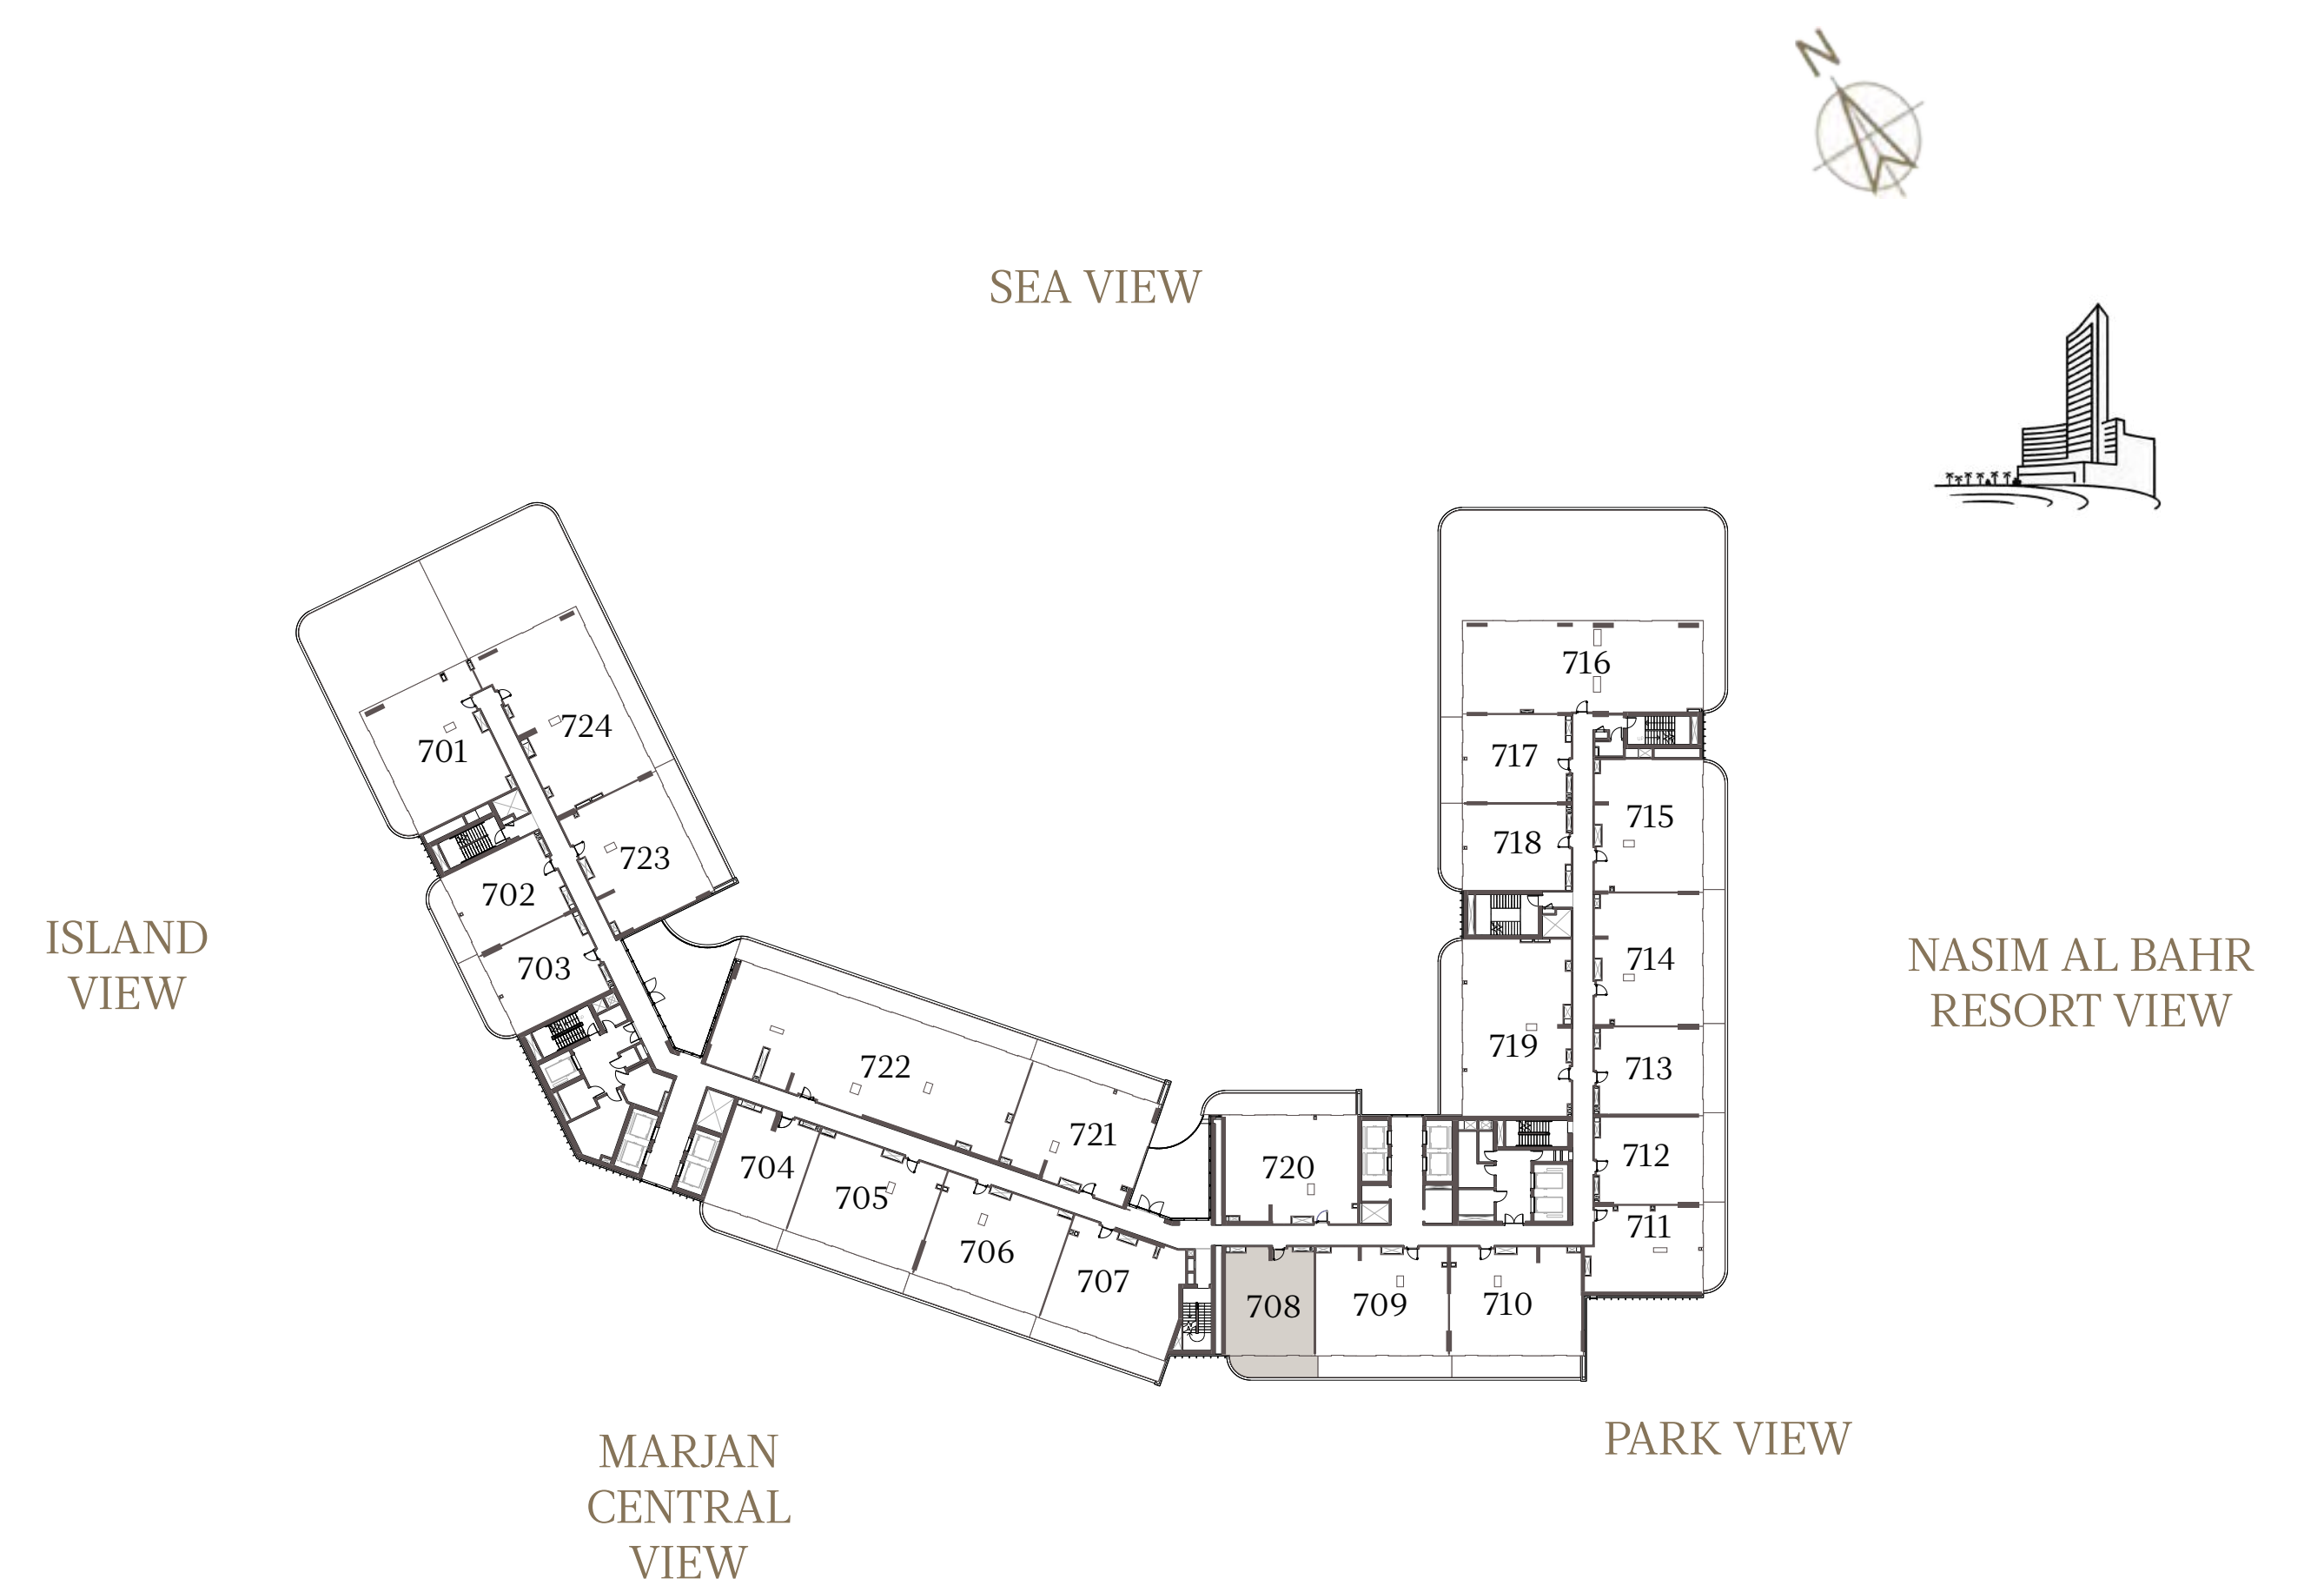 N
SEA VIEW
716
724
701
717
715
718
723
702
ISLAND
VIEW
703
714
NASIM AL BAHR
RESORT VIEW
719
722
713
721
712
704
720
705
711
706
707
708
709
710
PARK VIEW
MARJAN
CENTRAL
VIEW